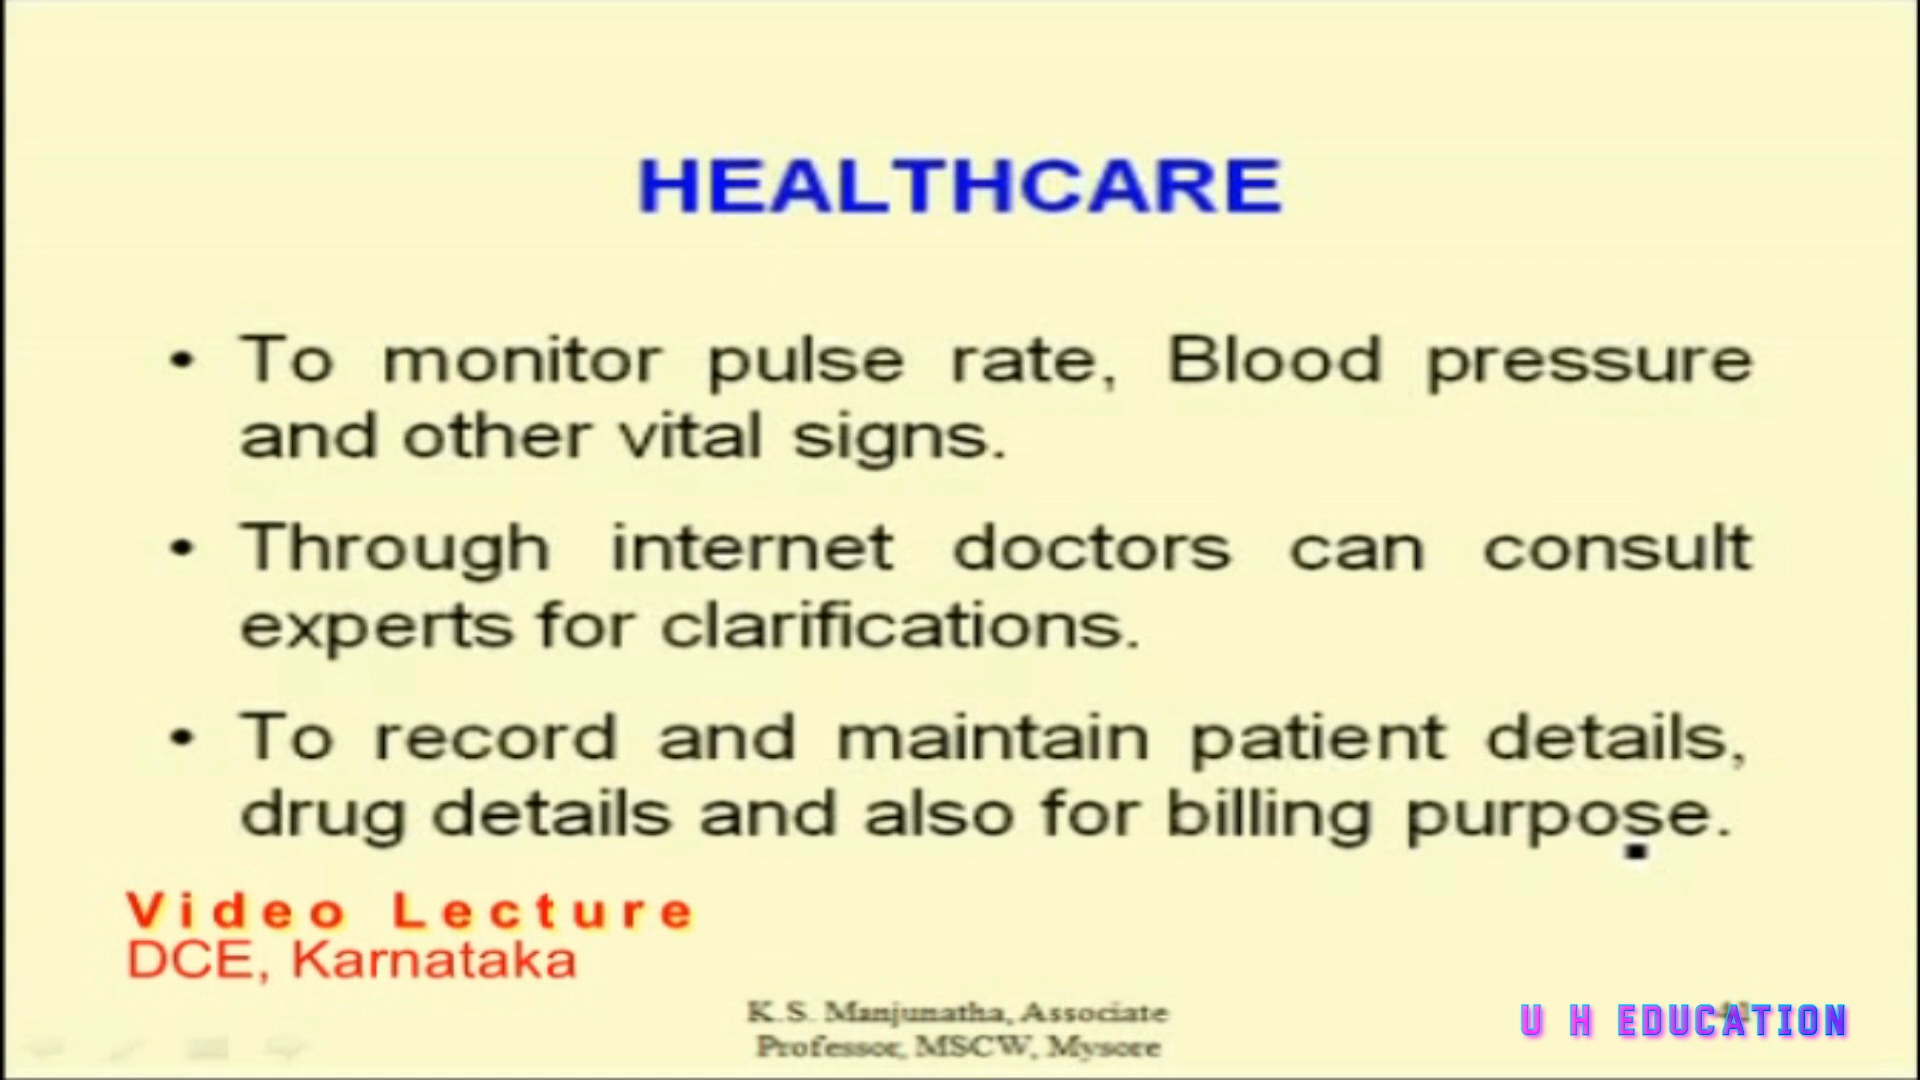 HEALTHCARE
• To monitor pulse rate, Blood pressure
and other vital signs.
• Through internet doctors can consult
experts for clarifications.
• To record and maintain patient details,
drug details and also for billing purpose.
Video Lecture
DCE, Karnataka
K.S. Manjunatha, Associate
Professor, MSCW, Mysore
U H EDUCATION